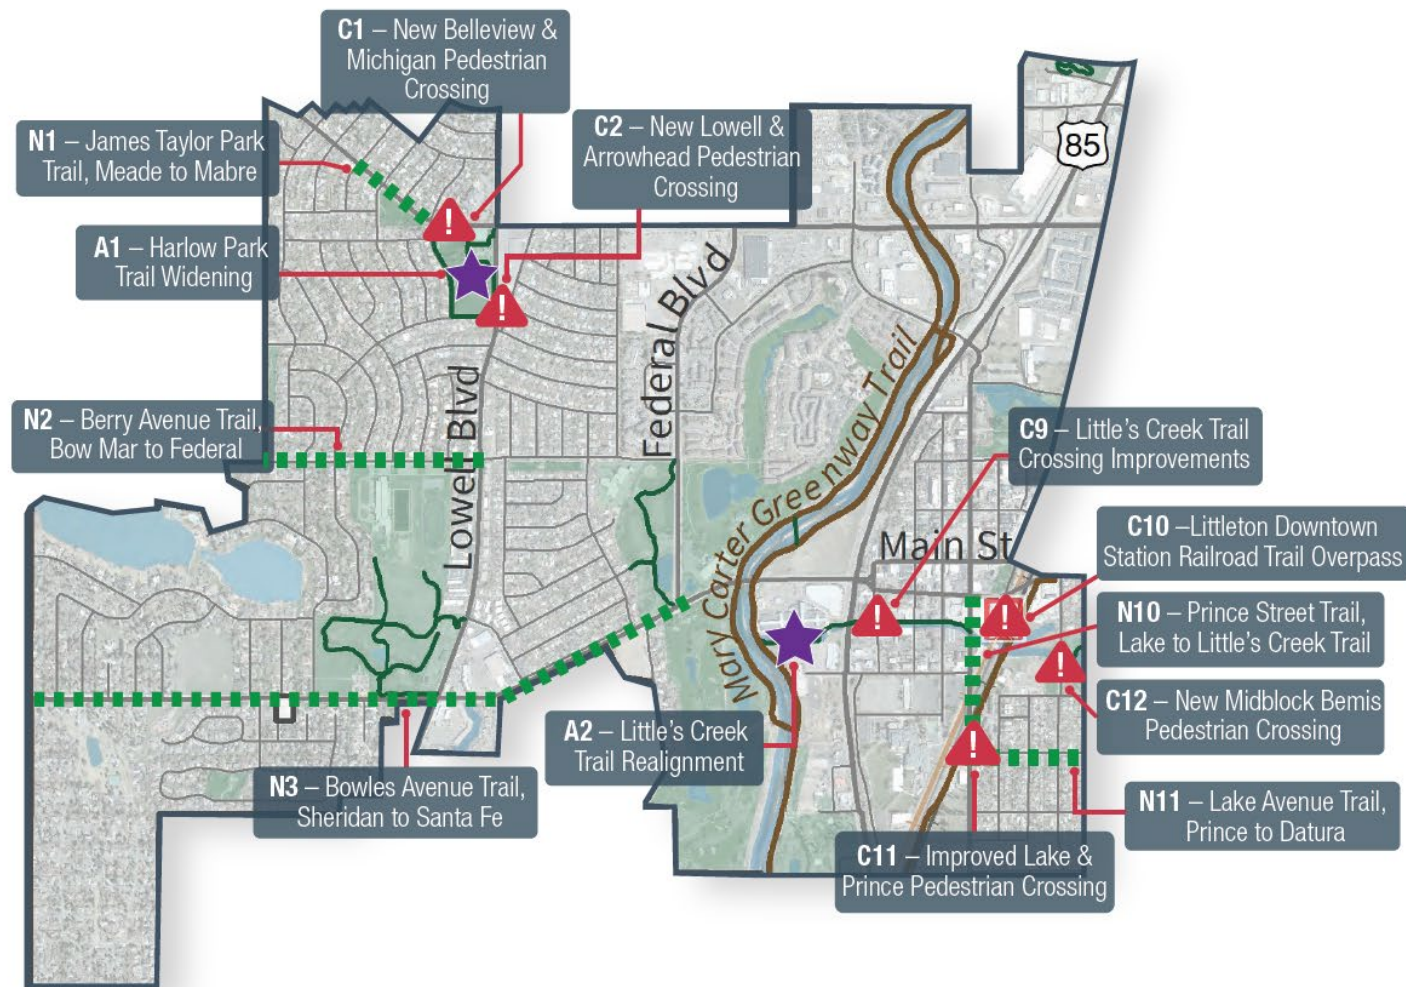 C1 – New Belleview &
Michigan Pedestrian
Crossing
N1 – James Taylor Park
Trail, Meade to Mabre
C2 – New Lowell &
Arrowhead Pedestrian
Crossing
85
A1 – Harlow Park
Trail Widening
Federal Blvd
Lowell Blvd
Mary Carter Greenway Trail
N2 – Berry Avenue Trail,
Bow Mar to Federal
C9 – Little's Creek Trail
Crossing Improvements
Main St
C10 –Littleton Downtown
Station Railroad Trail Overpass
N10 – Prince Street Trail,
Lake to Little's Creek Trail
C12 – New Midblock Bemis
Pedestrian Crossing
A2 – Little's Creek
Trail Realignment
N3 – Bowles Avenue Trail,
Sheridan to Santa Fe
N11 – Lake Avenue Trail,
Prince to Datura
C11 – Improved Lake &
Prince Pedestrian Crossing
!
!
!
!
!
!